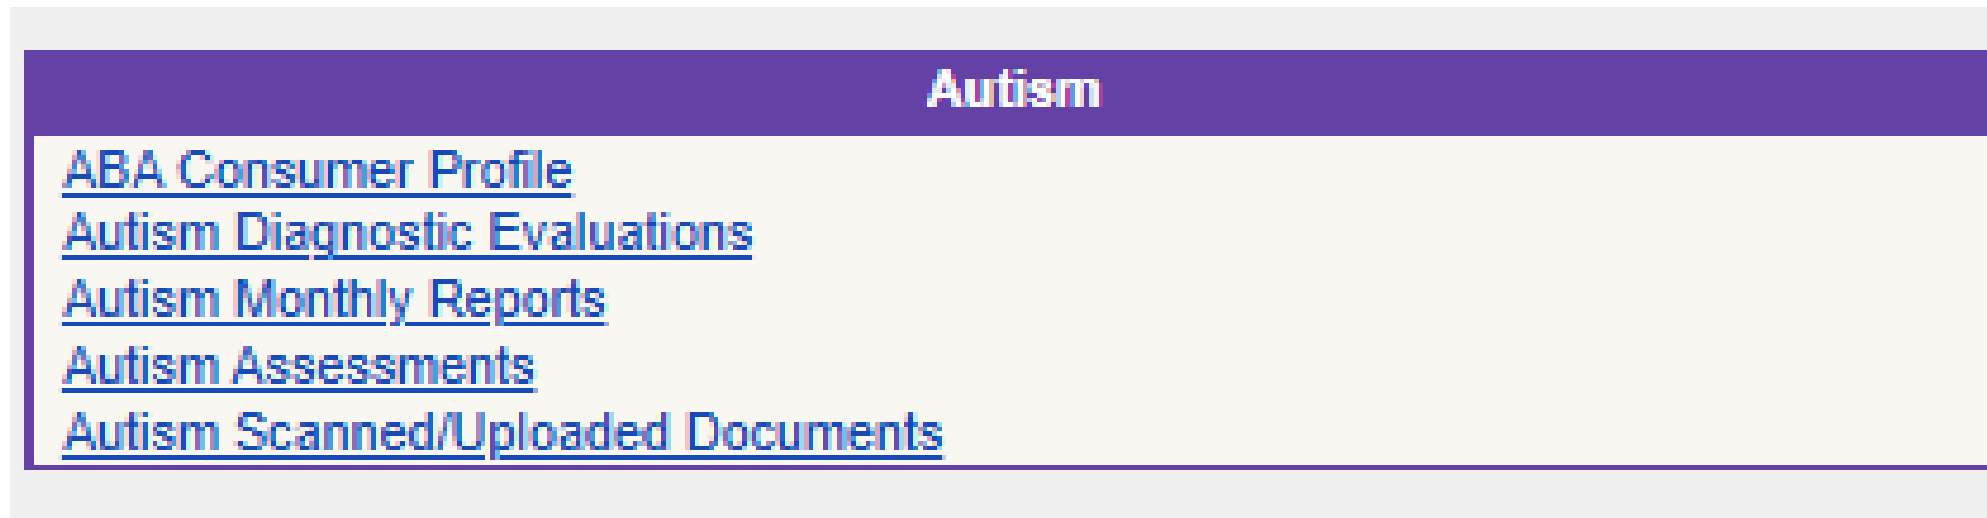 Autism
ABA Consumer Profile
Autism Diagnostic Evaluations
Autism Monthly Reports
Autism Assessments
Autism Scanned/Uploaded Documents